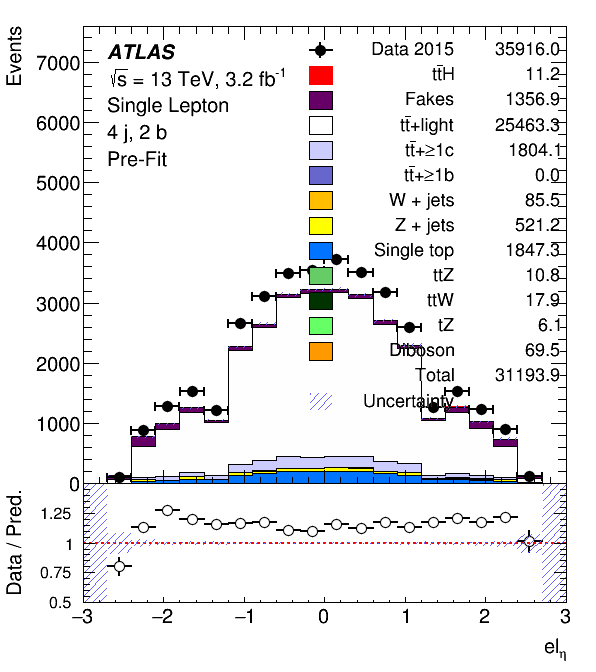 Events
7000
6000
5000
4000
3000
2000
1000
0
ATLAS
√s = 13 TeV, 3.2 fb⁻¹
Single Lepton
4 j, 2 b
Pre-Fit
Data 2015 35916.0
tt̄H 11.2
Fakes 1356.9
tt̄+light 25463.3
tt̄+≥1c 1804.1
tt̄+≥1b 0.0
W + jets 85.5
Z + jets 521.2
Single top 1847.3
ttZ 10.8
ttW 17.9
tZ 6.1
Diboson 69.5
Total 31193.9
Uncertainty
Data / Pred.
1.25
1
0.75
0.5
−3 −2 −1 0 1 2 3
el_η